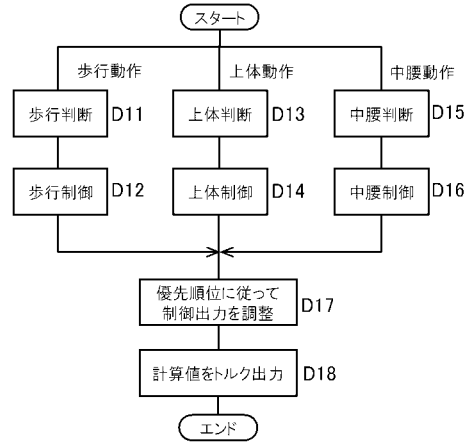 スタート
歩行動作
上体動作
中腰動作
歩行判断
D11
上体判断
D13
中腰判断
D15
歩行制御
D12
上体制御
D14
中腰制御
D16
優先順位に従って
制御出力を調整
D17
計算値をトルク出力
D18
エンド